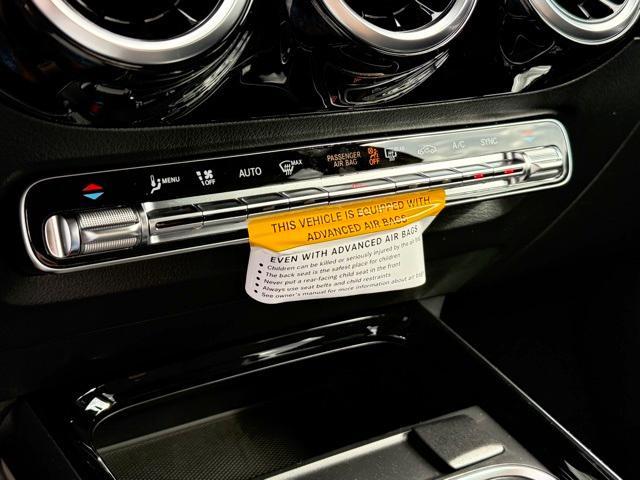 MENU
OFF
AUTO
MAX
PASSENGER
AIR BAG
OFF
A/C
SYNC
THIS VEHICLE IS EQUIPPED WITH
ADVANCED AIR BAGS
EVEN WITH ADVANCED AIR BAGS
• Children can be killed or seriously injured by the air bag
• The back seat is the safest place for children
• Never put a rear-facing child seat in the front
• Always use seat belts and child restraints
• See owner's manual for more information about air bags